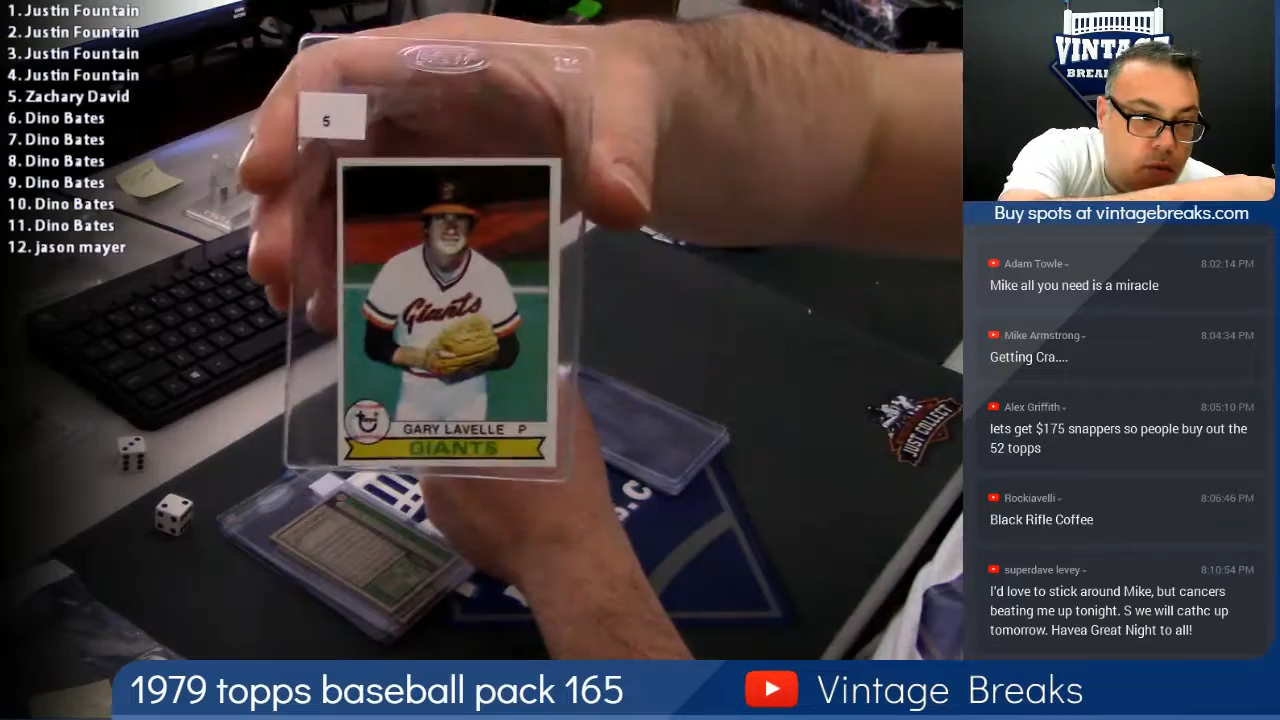 1. Justin Fountain
2. Justin Fountain
3. Justin Fountain
4. Justin Fountain
5. Zachary David
6. Dino Bates
7. Dino Bates
8. Dino Bates
9. Dino Bates
10. Dino Bates
11. Dino Bates
12. jason mayer
5
Giants
GARY LAVELLE P
GIANTS
JUST COLLECT
VINTAGE
BREA
Buy spots at vintagebreaks.com
Adam Towle
8:02:14 PM
Mike all you need is a miracle
Mike Armstrong
8:04:34 PM
Getting Cra....
Alex Griffith
8:05:10 PM
lets get $175 snappers so people buy out the
52 topps
Rockiavelli
8:06:46 PM
Black Rifle Coffee
superdave levey
8:10:54 PM
I'd love to stick around Mike, but cancers
beating me up tonight. S we will cathc up
tomorrow. Havea Great Night to all!
1979 topps baseball pack 165
Vintage Breaks